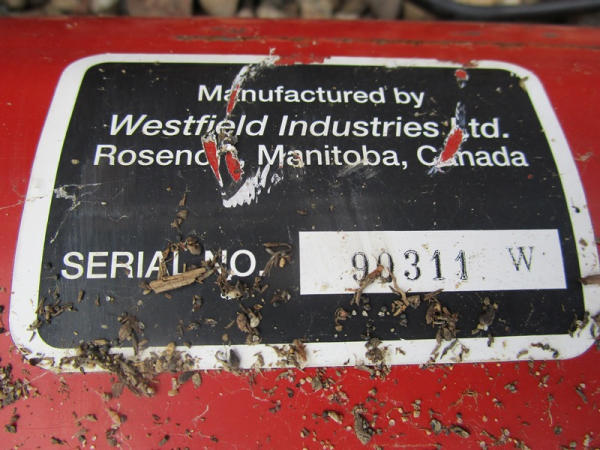 Manufactured by
Westfield Industries Ltd.
Manitoba, Canada
SERIAL NO. 90311 W